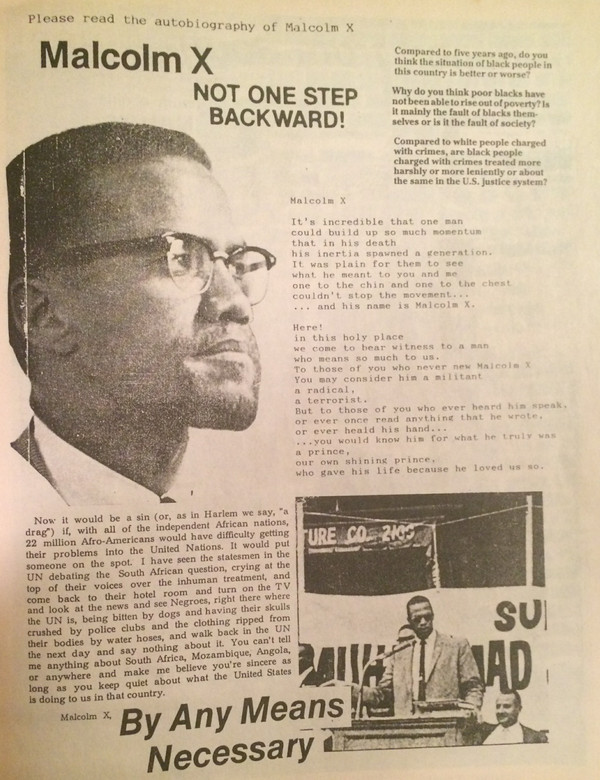 Please read the autobiography of Malcolm X
Malcolm X
NOT ONE STEP
BACKWARD!
Compared to five years ago, do you
think the situation of black people in
this country is better or worse?
Why do you think poor blacks have
not been able to rise out of poverty? Is
it mainly the fault of blacks them-
selves or is it the fault of society?
Compared to white people charged
with crimes, are black people
charged with crimes treated more
harshly or more leniently or about
the same in the U.S. justice system?
Malcolm X
It's incredible that one man
could build up so much momentum
that in his death
his inertia spawned a generation.
It was plain for them to see
what he meant to you and me
one to the chin and one to the chest
couldn't stop the movement...
... and his name is Malcolm X.
Here!
in this holy place
we come to bear witness to a man
who means so much to us.
To those of you who never new Malcolm X
You may consider him a militant
a radical,
a terrorist.
But to those of you who ever heard him speak,
or ever once read anything that he wrote,
or ever heald his hand...
...you would know him for what he truly was
a prince,
our own shining prince,
who gave his life because he loved us so.
Now it would be a sin (or, as in Harlem we say, "a
drag") if, with all of the independent African nations,
22 million Afro-Americans would have difficulty getting
their problems into the United Nations. It would put
someone on the spot. I have seen the statesmen in the
UN debating the South African question, crying at the
top of their voices over the inhuman treatment, and
come back to their hotel room and turn on the TV
and look at the news and see Negroes, right there where
the UN is, being bitten by dogs and having their skulls
crushed by police clubs and the clothing ripped from
their bodies by water hoses, and walk back in the UN
the next day and say nothing about it. You can't tell
me anything about South Africa, Mozambique, Angola,
or anywhere and make me believe you're sincere as
long as you keep quiet about what the United States
is doing to us in that country.
Malcolm X, By Any Means
Necessary
TURE CO.
SU
AD